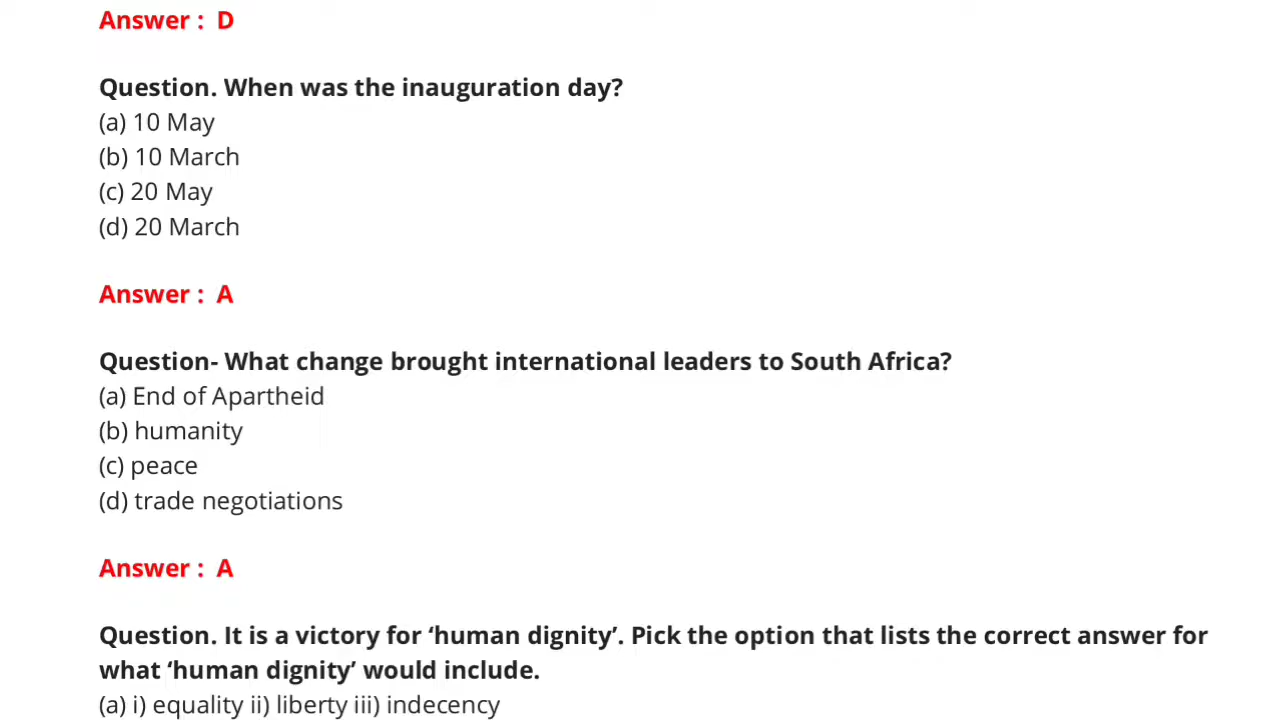 Answer : D
Question. When was the inauguration day?
(a) 10 May
(b) 10 March
(c) 20 May
(d) 20 March
Answer : A
Question- What change brought international leaders to South Africa?
(a) End of Apartheid
(b) humanity
(c) peace
(d) trade negotiations
Answer : A
Question. It is a victory for ‘human dignity’. Pick the option that lists the correct answer for
what ‘human dignity’ would include.
(a) i) equality ii) liberty iii) indecency